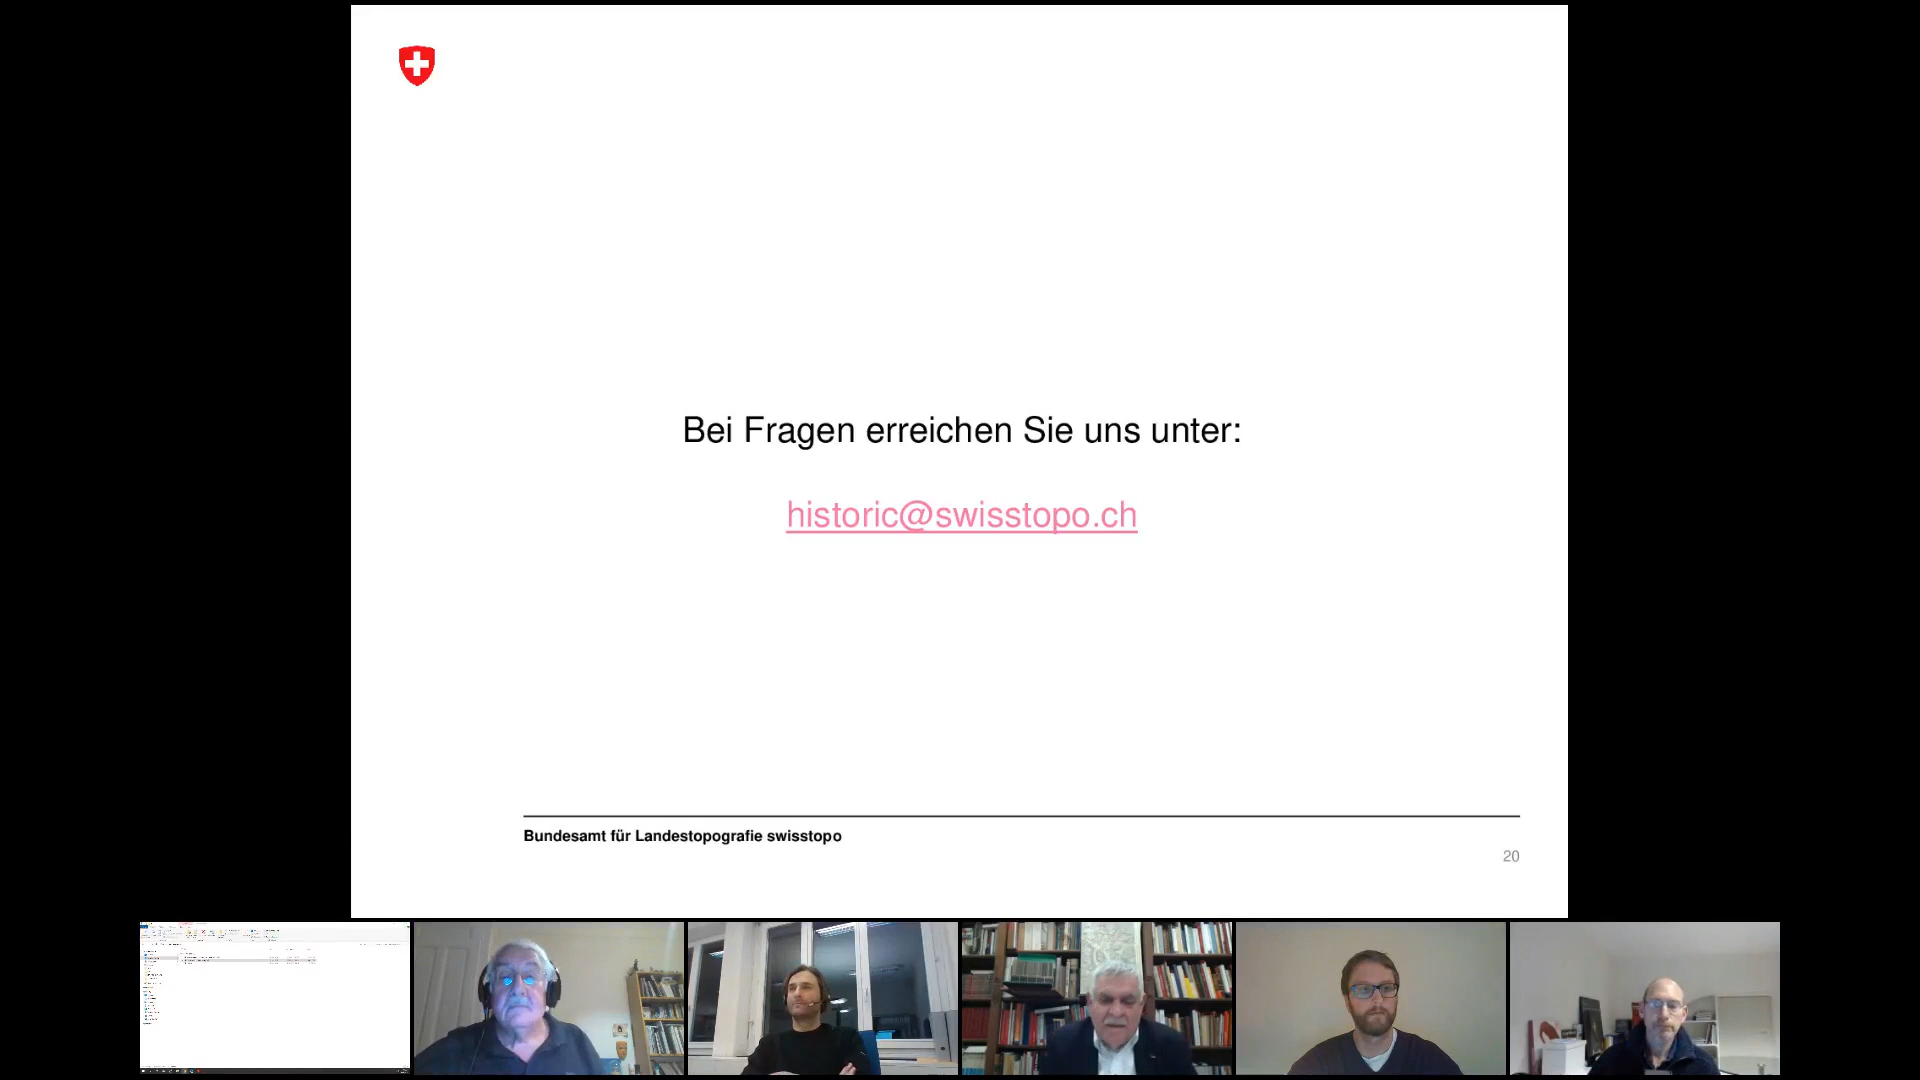 Bei Fragen erreichen Sie uns unter:
historic@swisstopo.ch
Bundesamt für Landestopografie swisstopo
20